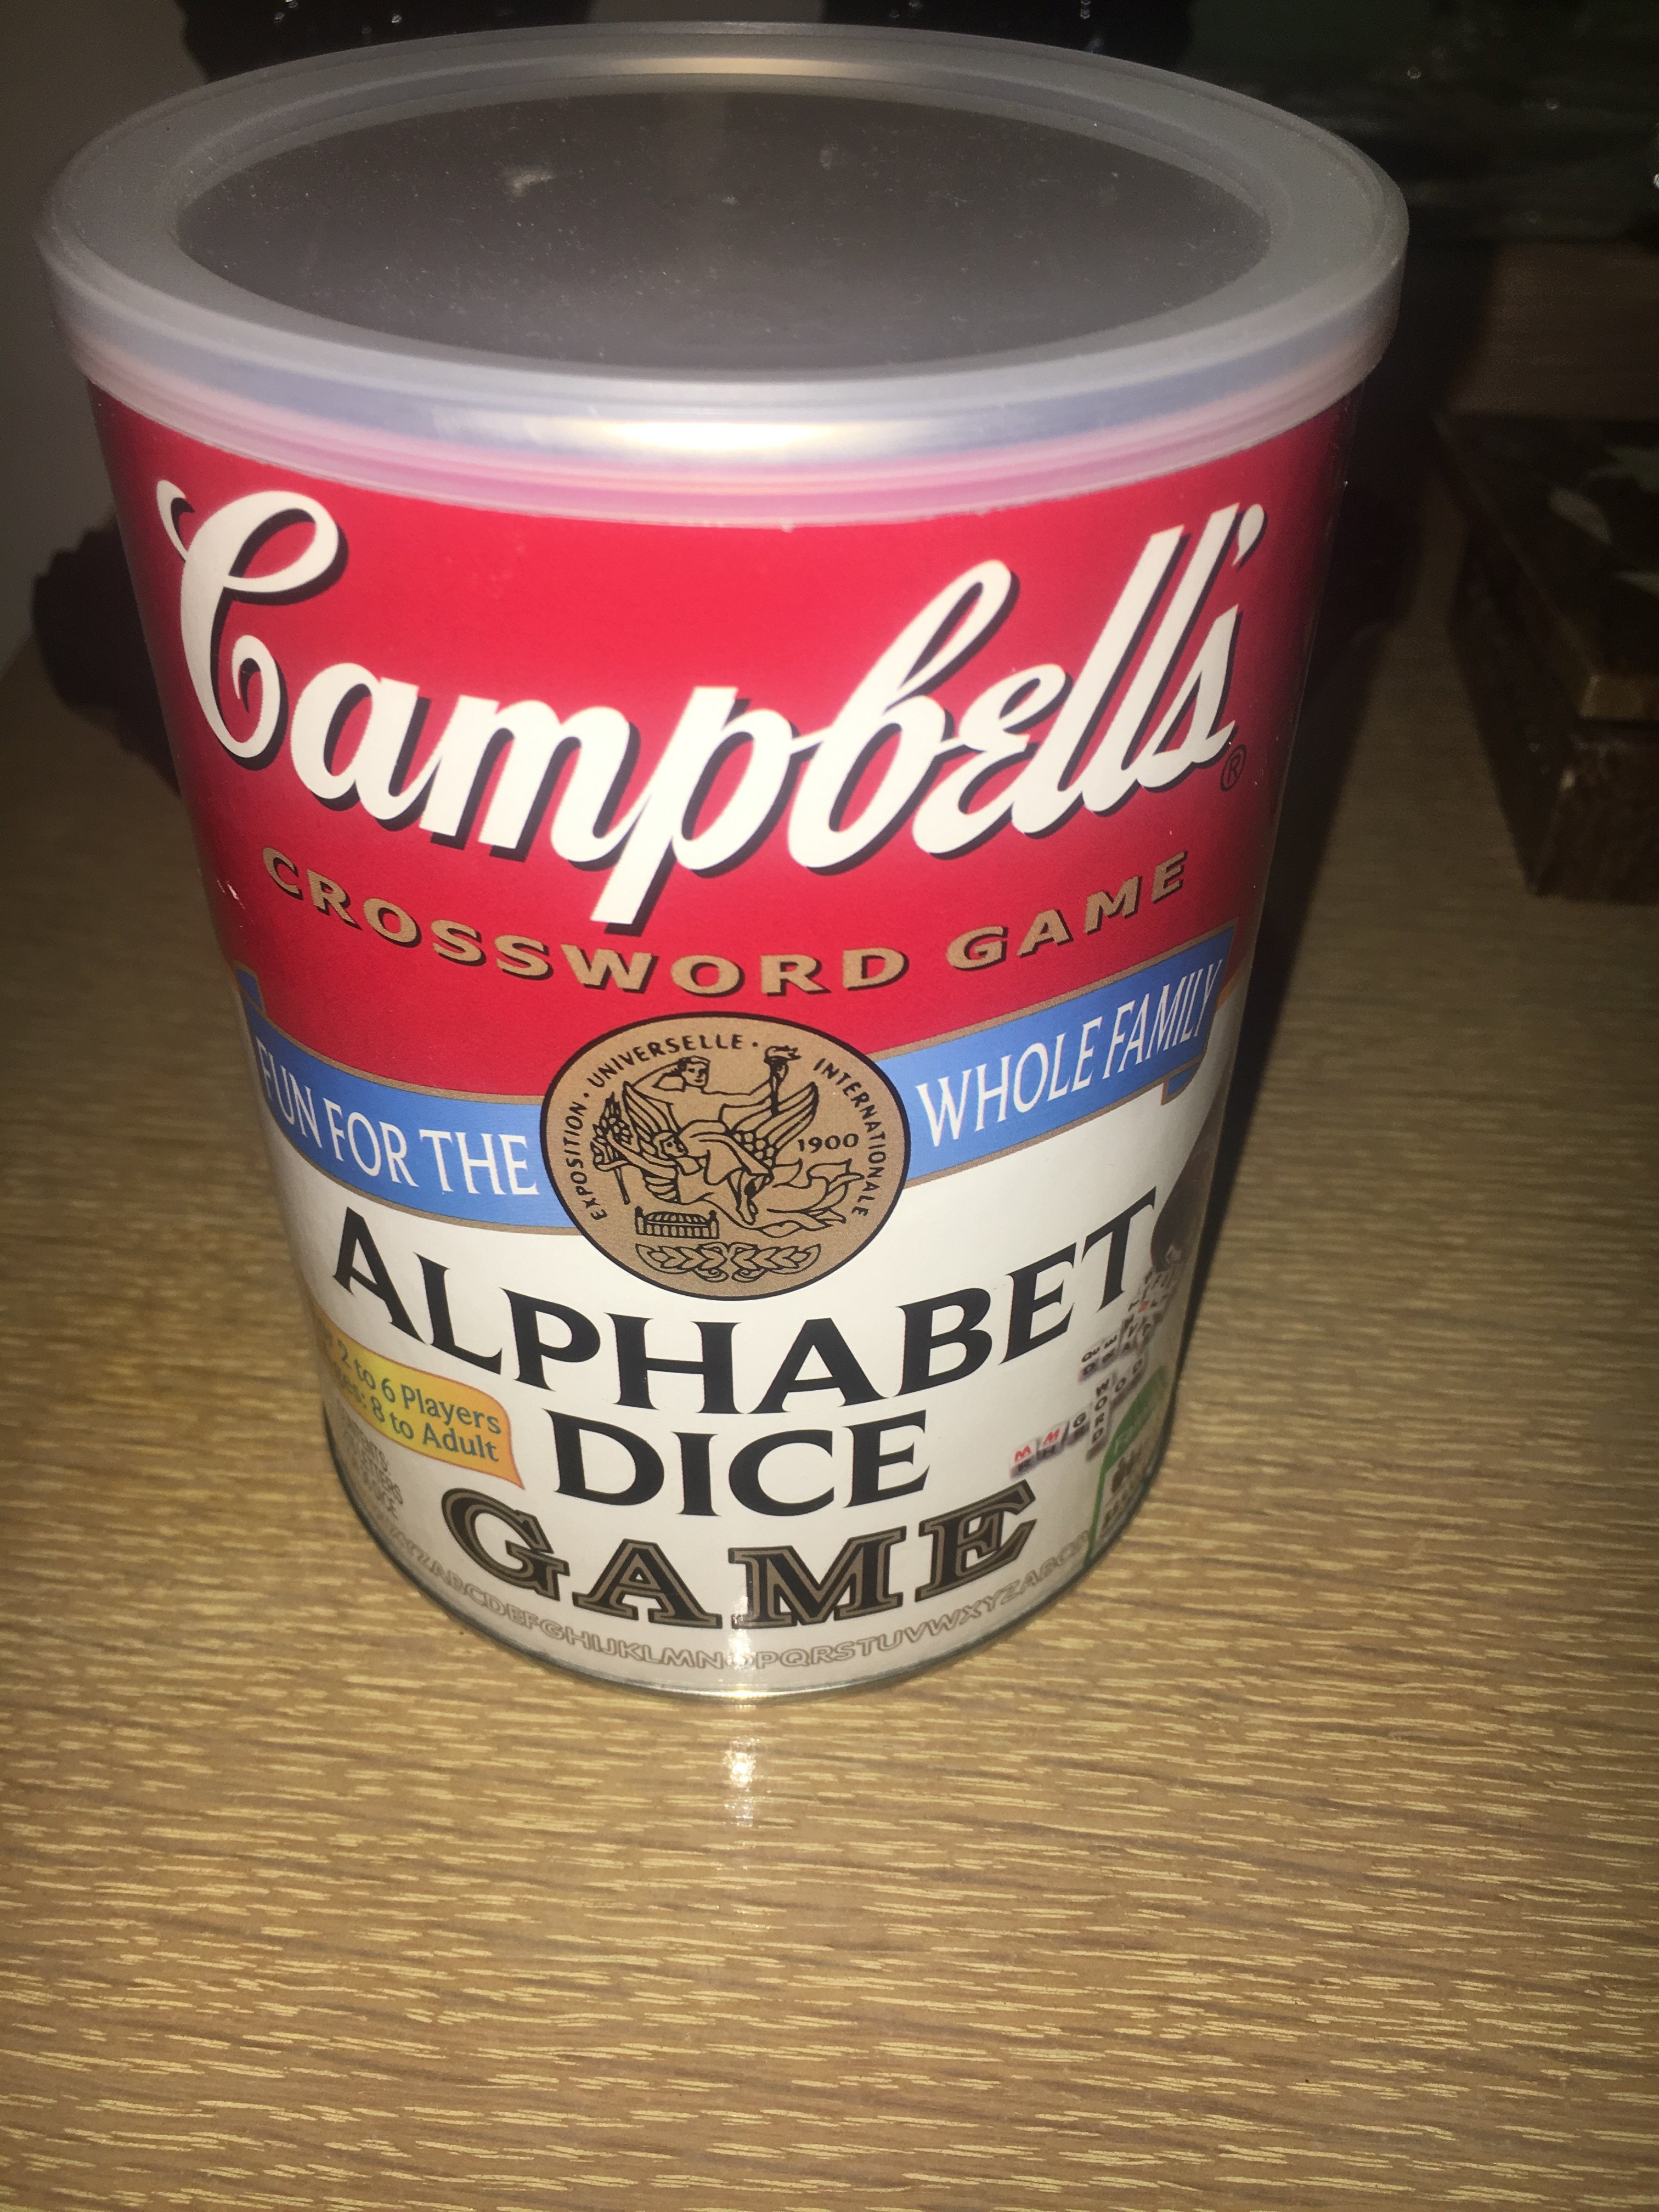 Campbell's®
CROSSWORD GAME
FUN FOR THE WHOLE FAMILY
EXPOSITION · UNIVERSELLE · INTERNATIONALE
1900
ALPHABET
DICE
GAME
2 to 6 Players
8 to Adult
ABCDEFGHIJKLMNOPQRSTUVWXYZABCD